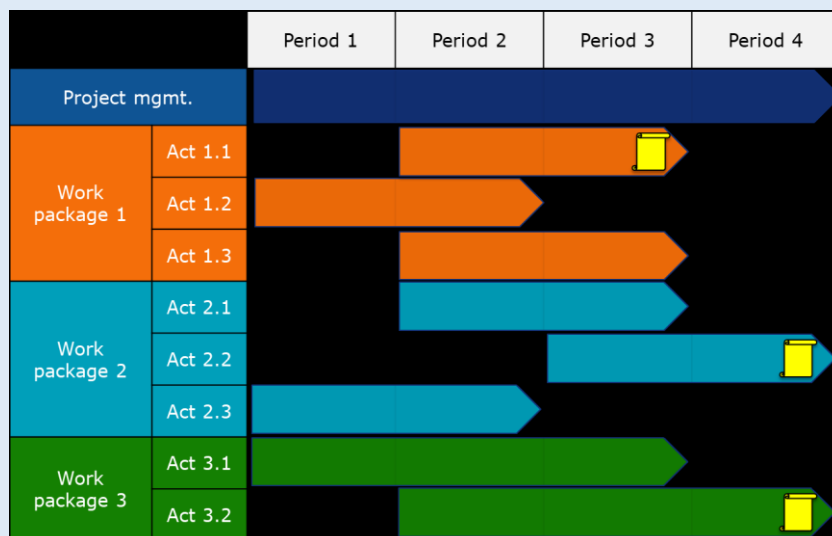 Period 1
Period 2
Period 3
Period 4
Project mgmt.
Work
package 1
Act 1.1
Act 1.2
Act 1.3
Work
package 2
Act 2.1
Act 2.2
Act 2.3
Work
package 3
Act 3.1
Act 3.2